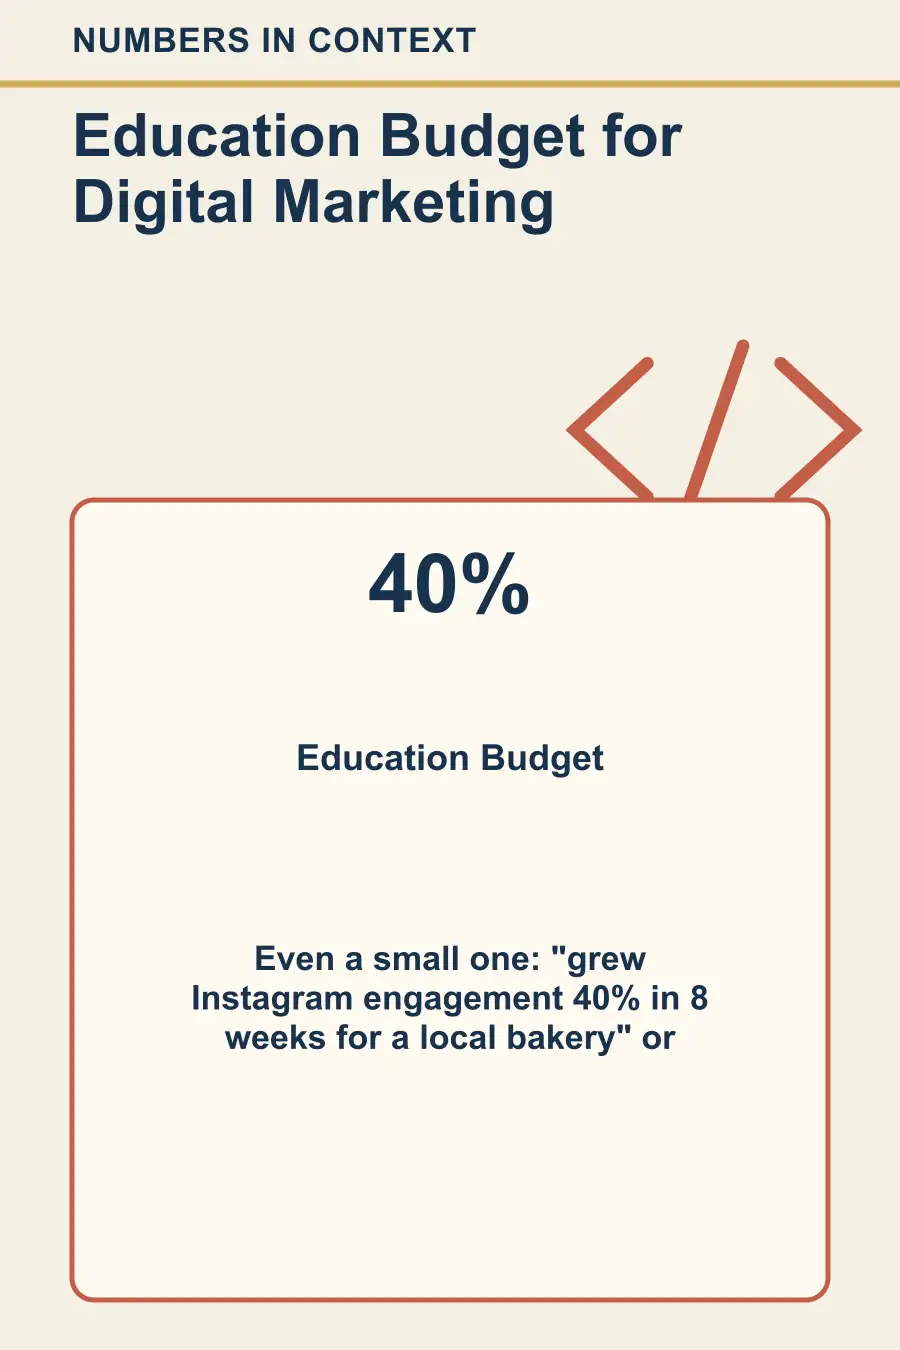 NUMBERS IN CONTEXT
Education Budget for
Digital Marketing
40%
Education Budget
Even a small one: "grew
Instagram engagement 40% in 8
weeks for a local bakery" or